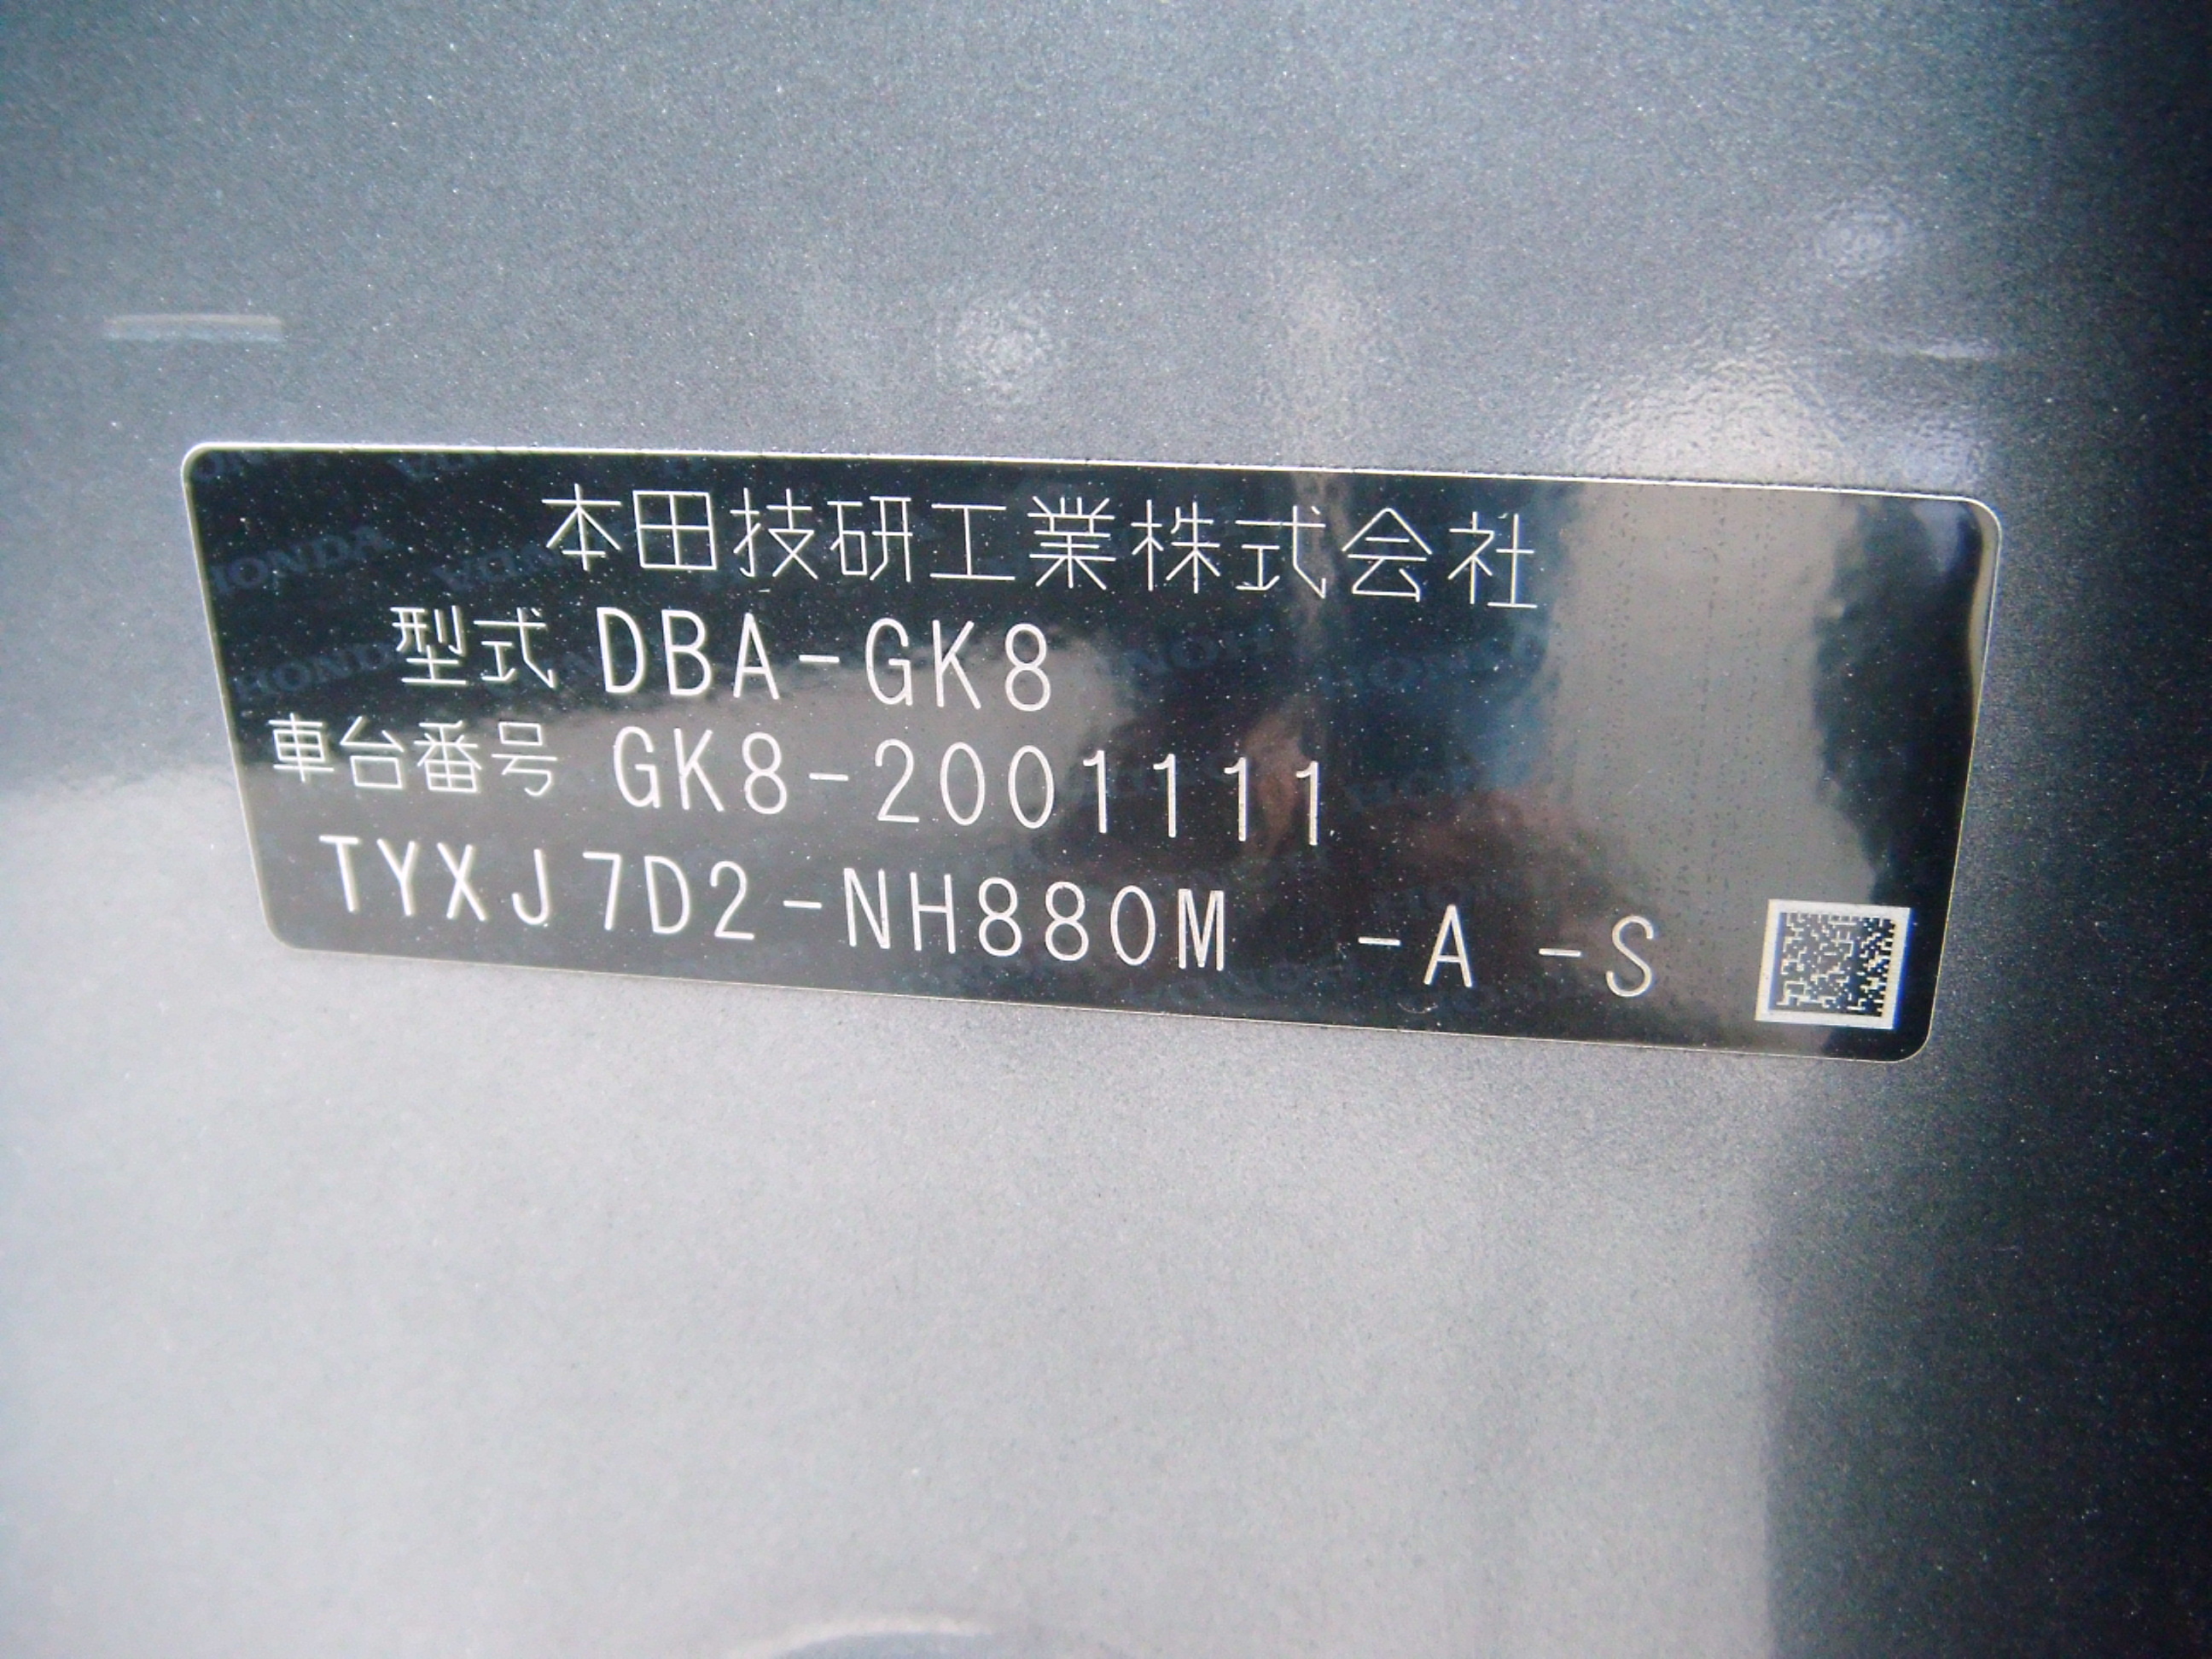 本田技研工業株式会社
型式 DBA-GK8
車台番号 GK8-2001111
TYXJ7D2-NH880M -A -S